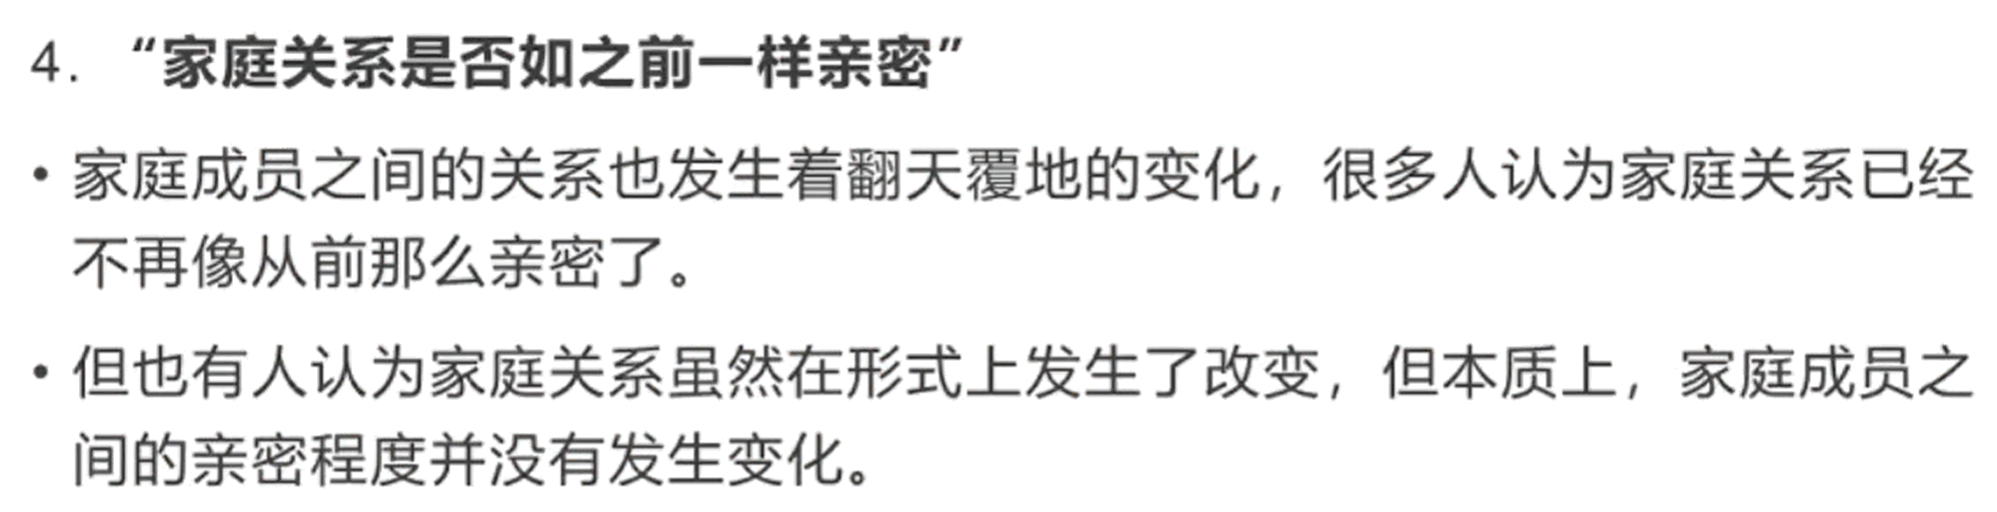 4. “家庭关系是否如之前一样亲密”
• 家庭成员之间的关系也发生着翻天覆地的变化，很多人认为家庭关系已经
不再像从前那么亲密了。
• 但也有人认为家庭关系虽然在形式上发生了改变，但本质上，家庭成员之
间的亲密程度并没有发生变化。